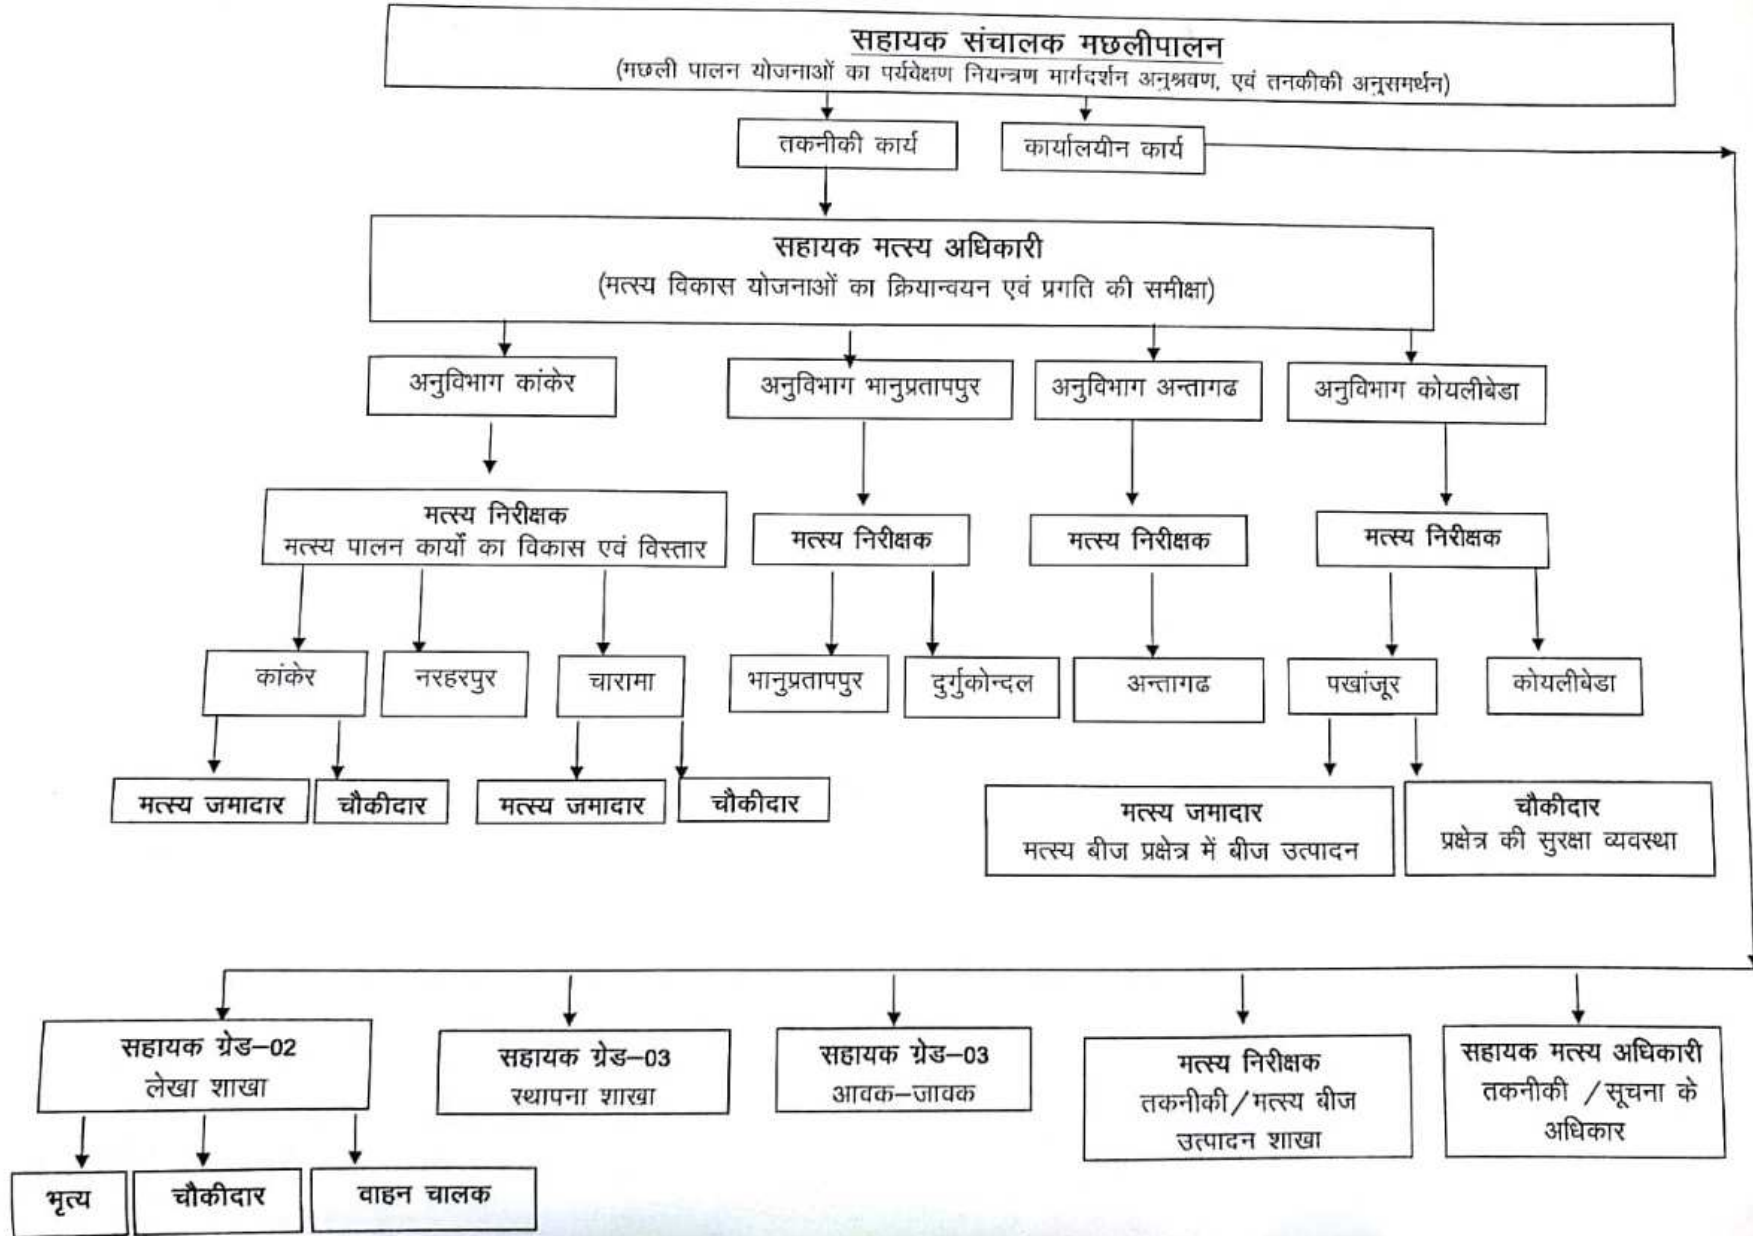 सहायक संचालक मछलीपालन
(मछली पालन योजनाओं का पर्यवेक्षण नियन्त्रण मार्गदर्शन अनुश्रवण, एवं तनकीकी अनुसमर्थन)
तकनीकी कार्य
कार्यालयीन कार्य
सहायक मत्स्य अधिकारी
(मत्स्य विकास योजनाओं का क्रियान्वयन एवं प्रगति की समीक्षा)
अनुविभाग कांकेर
अनुविभाग भानुप्रतापपुर
अनुविभाग अन्तागढ
अनुविभाग कोयलीबेडा
मत्स्य निरीक्षक
मत्स्य पालन कार्यों का विकास एवं विस्तार
मत्स्य निरीक्षक
मत्स्य निरीक्षक
मत्स्य निरीक्षक
कांकेर
नरहरपुर
चारामा
भानुप्रतापपुर
दुर्गुकोन्दल
अन्तागढ
पखांजूर
कोयलीबेडा
मत्स्य जमादार
चौकीदार
मत्स्य जमादार
चौकीदार
मत्स्य जमादार
मत्स्य बीज प्रक्षेत्र में बीज उत्पादन
चौकीदार
प्रक्षेत्र की सुरक्षा व्यवस्था
सहायक ग्रेड–02
लेखा शाखा
सहायक ग्रेड–03
स्थापना शाखा
सहायक ग्रेड–03
आवक–जावक
मत्स्य निरीक्षक
तकनीकी/मत्स्य बीज
उत्पादन शाखा
सहायक मत्स्य अधिकारी
तकनीकी /सूचना के
अधिकार
भृत्य
चौकीदार
वाहन चालक